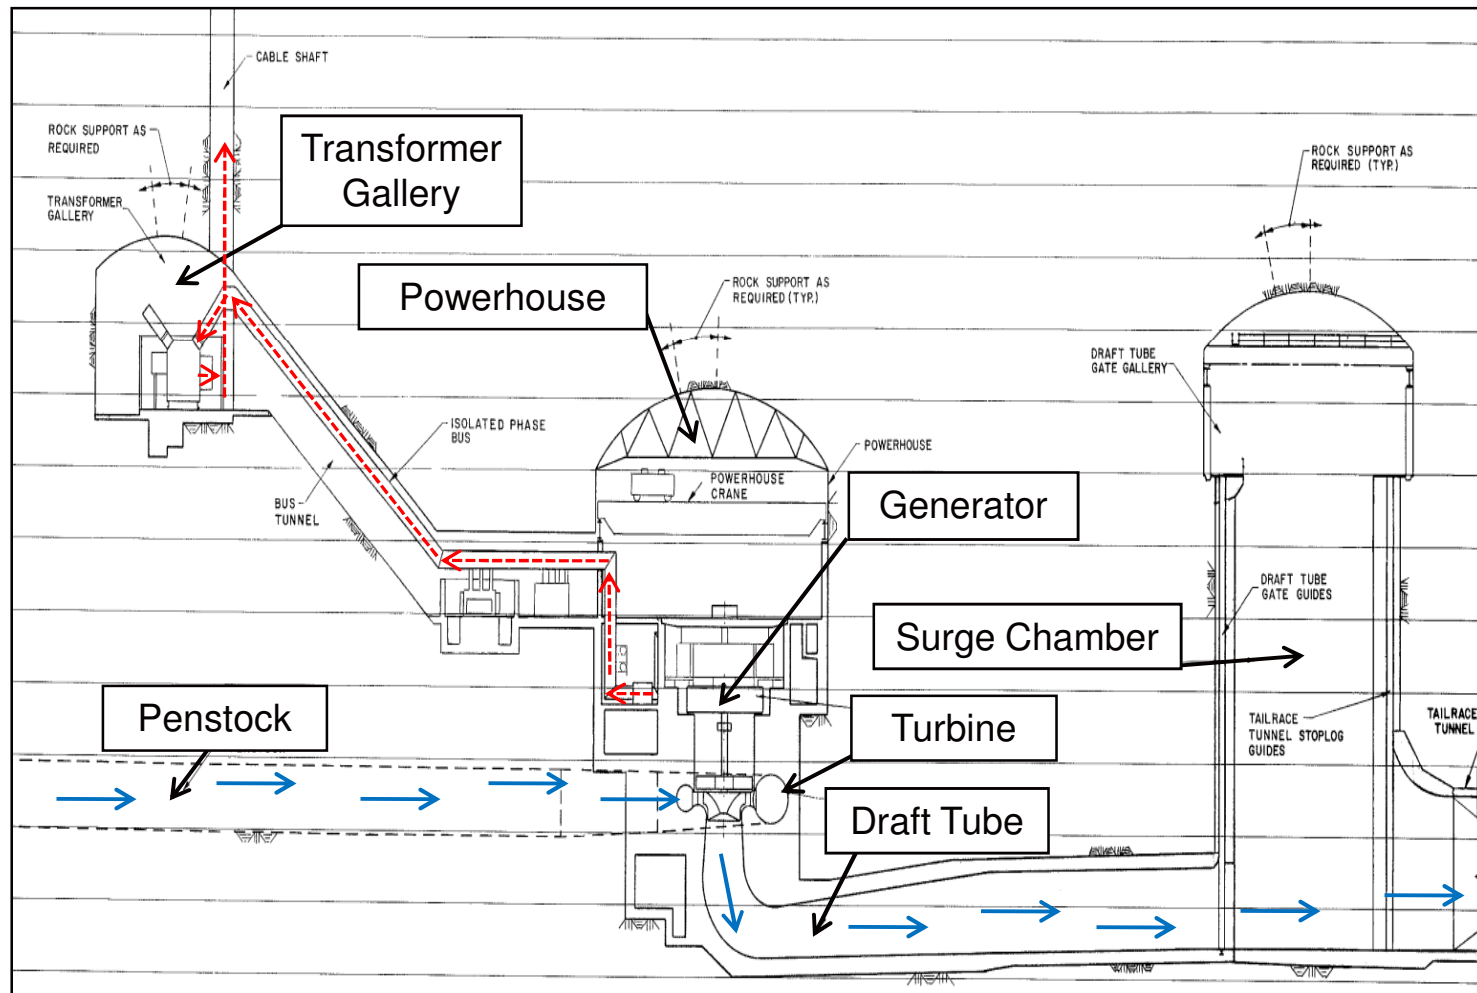 CABLE SHAFT
ROCK SUPPORT AS
REQUIRED
Transformer
Gallery
ROCK SUPPORT AS
REQUIRED (TYP.)
TRANSFORMER
GALLERY
Powerhouse
ROCK SUPPORT AS
REQUIRED (TYP.)
DRAFT TUBE
GATE GALLERY
ISOLATED PHASE
BUS
POWERHOUSE
POWERHOUSE
CRANE
BUS
TUNNEL
Generator
DRAFT TUBE
GATE GUIDES
Surge Chamber
Penstock
Turbine
TAILRACE
TUNNEL STOPLOG
GUIDES
TAILRACE
TUNNEL
Draft Tube